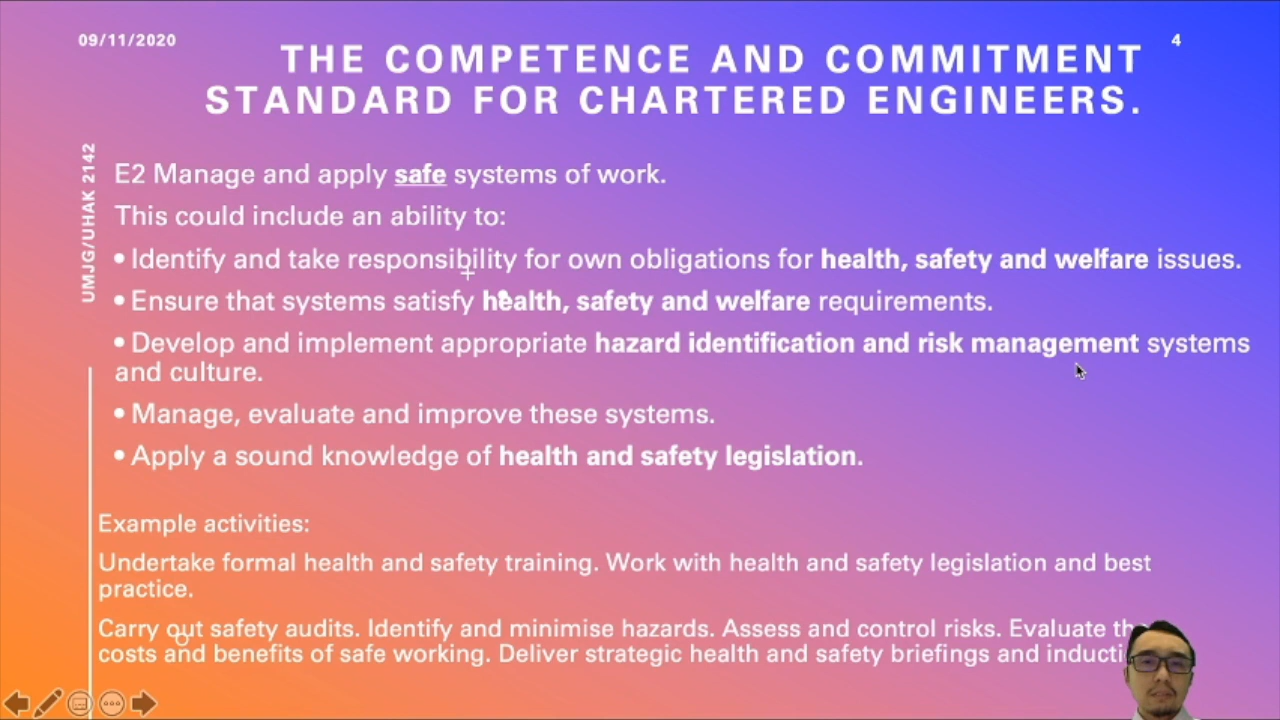 09/11/2020
4
THE COMPETENCE AND COMMITMENT
STANDARD FOR CHARTERED ENGINEERS.
UMJG/UHAK 2142
E2 Manage and apply safe systems of work.
This could include an ability to:
• Identify and take responsibility for own obligations for health, safety and welfare issues.
• Ensure that systems satisfy health, safety and welfare requirements.
• Develop and implement appropriate hazard identification and risk management systems
and culture.
• Manage, evaluate and improve these systems.
• Apply a sound knowledge of health and safety legislation.
Example activities:
Undertake formal health and safety training. Work with health and safety legislation and best
practice.
Carry out safety audits. Identify and minimise hazards. Assess and control risks. Evaluate
costs and benefits of safe working. Deliver strategic health and safety briefings and